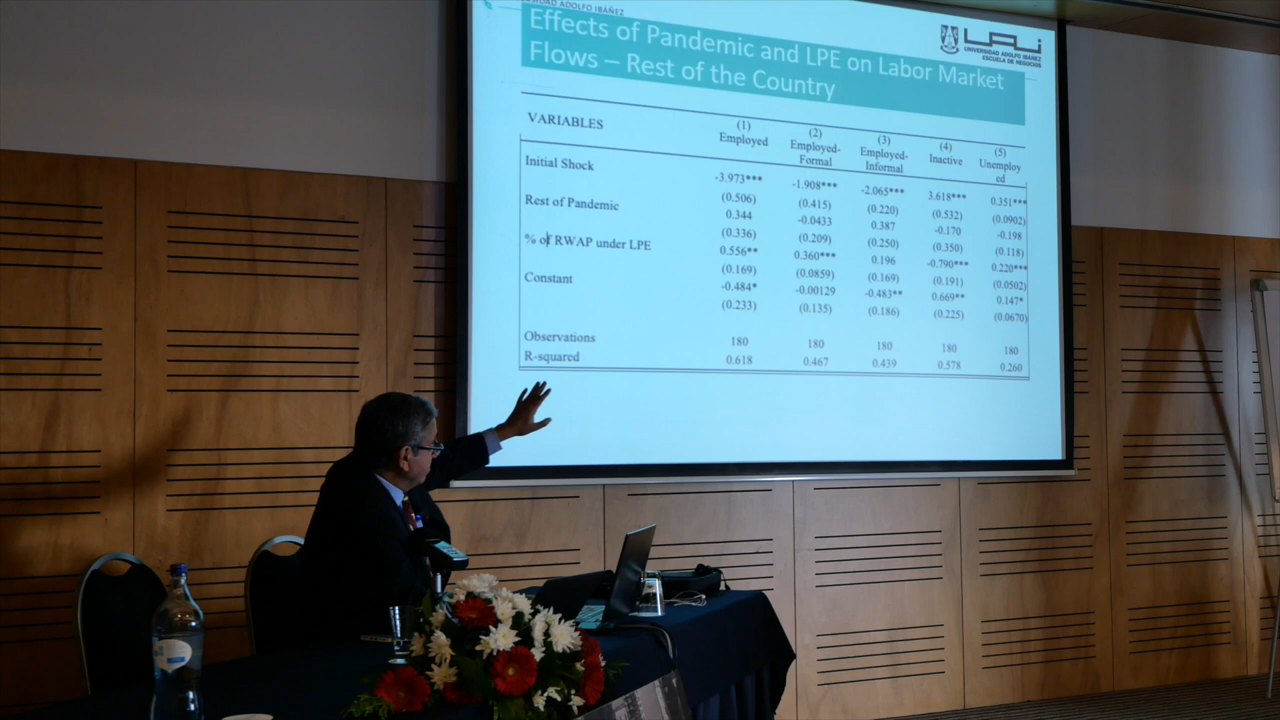 SIDAD ADOLFO IBÁÑEZ
Effects of Pandemic and LPE on Labor Market
Flows – Rest of the Country
UAI
UNIVERSIDAD ADOLFO IBÁÑEZ
ESCUELA DE NEGOCIOS
VARIABLES (1) (2) (3) (4) (5)
Employed Employed- Employed- Inactive Unemploy
Formal Informal ed
Initial Shock -3.973*** -1.908*** -2.065*** 3.618*** 0.351***
(0.506) (0.415) (0.220) (0.532) (0.0902)
Rest of Pandemic 0.344 -0.0433 0.387 -0.170 -0.198
(0.336) (0.209) (0.250) (0.350) (0.118)
% of RWAP under LPE 0.556** 0.360*** 0.196 -0.790*** 0.220***
(0.169) (0.0859) (0.169) (0.191) (0.0502)
Constant -0.484* -0.00129 -0.483** 0.669** 0.147*
(0.233) (0.135) (0.186) (0.225) (0.0670)
Observations 180 180 180 180 180
R-squared 0.618 0.467 0.439 0.578 0.260